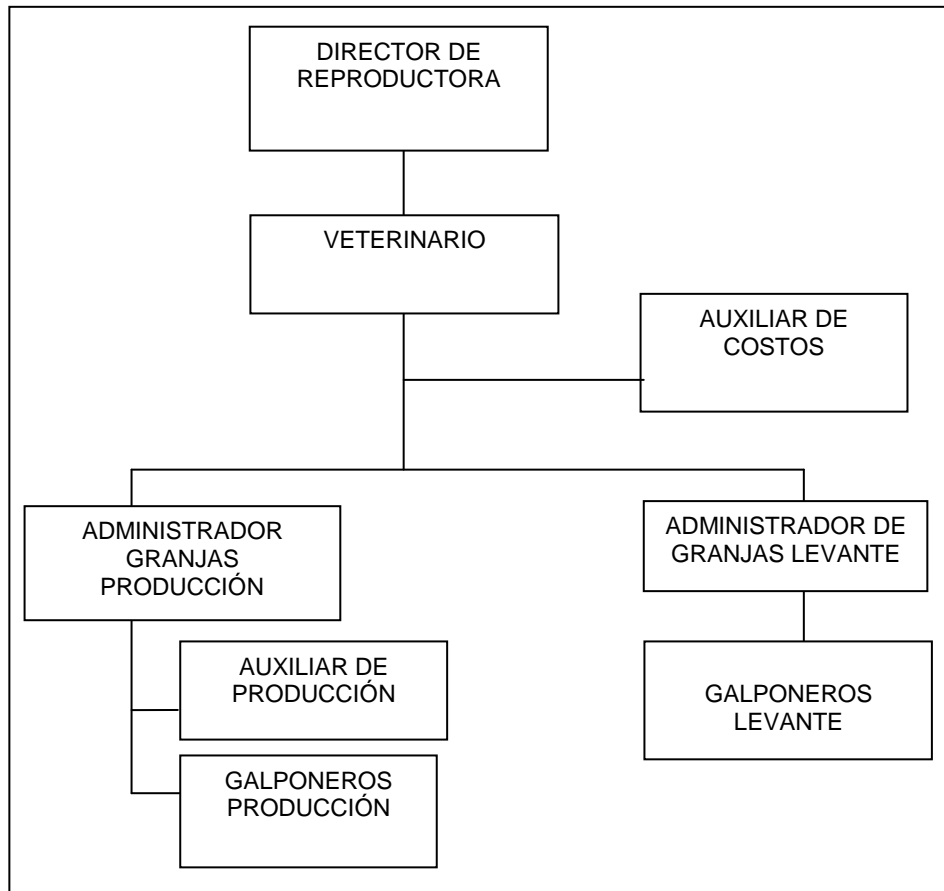 DIRECTOR DE
REPRODUCTORA
VETERINARIO
AUXILIAR DE
COSTOS
ADMINISTRADOR
GRANJAS
PRODUCCIÓN
ADMINISTRADOR DE
GRANJAS LEVANTE
AUXILIAR DE
PRODUCCIÓN
GALPONEROS
LEVANTE
GALPONEROS
PRODUCCIÓN